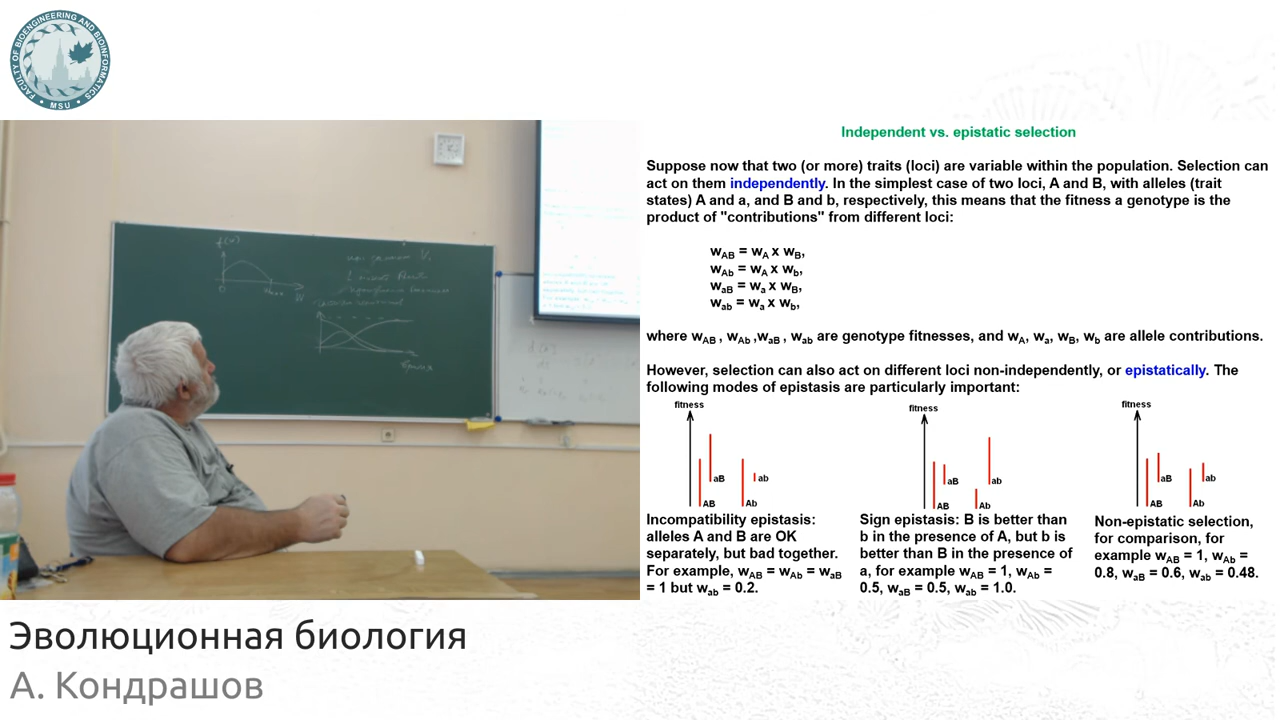 FACULTY OF BIOENGINEERING AND BIOINFORMATICS
• MSU •
Independent vs. epistatic selection
Suppose now that two (or more) traits (loci) are variable within the population. Selection can
act on them independently. In the simplest case of two loci, A and B, with alleles (trait
states) A and a, and B and b, respectively, this means that the fitness a genotype is the
product of "contributions" from different loci:
wAB = wA x wB,
wAb = wA x wb,
waB = wa x wB,
wab = wa x wb,
where wAB , wAb ,waB , wab are genotype fitnesses, and wA, wa, wB, wb are allele contributions.
However, selection can also act on different loci non-independently, or epistatically. The
following modes of epistasis are particularly important:
fitness
AB
aB
Ab
ab
Incompatibility epistasis:
alleles A and B are OK
separately, but bad together.
For example, wAB = wAb = waB
= 1 but wab = 0.2.
fitness
AB
aB
Ab
ab
Sign epistasis: B is better than
b in the presence of A, but b is
better than B in the presence of
a, for example wAB = 1, wAb =
0.5, waB = 0.5, wab = 1.0.
fitness
AB
aB
Ab
ab
Non-epistatic selection,
for comparison, for
example wAB = 1, wAb =
0.8, waB = 0.6, wab = 0.48.
f(w)
0
W
время
Эволюционная биология
А. Кондрашов